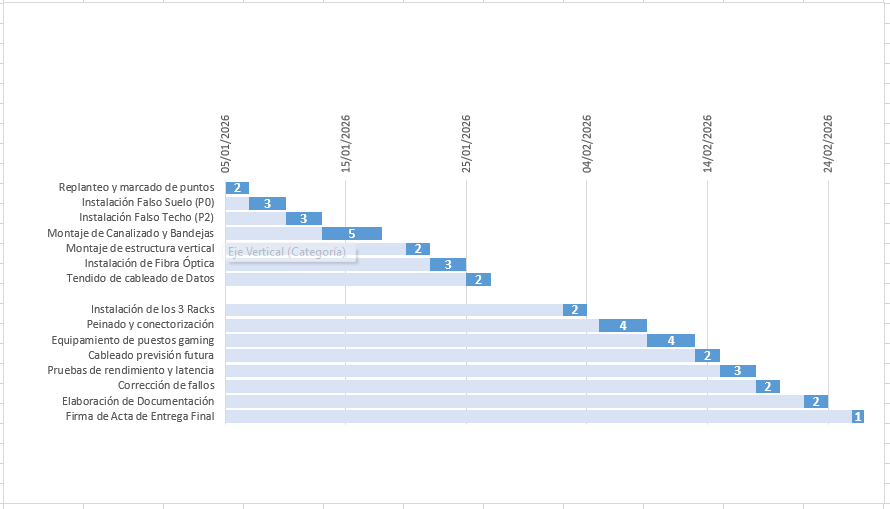 05/01/2026
15/01/2026
25/01/2026
04/02/2026
14/02/2026
24/02/2026
Replanteo y marcado de puntos 2
Instalación Falso Suelo (P0) 3
Instalación Falso Techo (P2) 3
Montaje de Canalizado y Bandejas 5
Montaje de estructura vertical 2
Eje Vertical (Categoría)
Instalación de Fibra Óptica 3
Tendido de cableado de Datos 2
Instalación de los 3 Racks 2
Peinado y conectorización 4
Equipamiento de puestos gaming 4
Cableado previsión futura 2
Pruebas de rendimiento y latencia 3
Corrección de fallos 2
Elaboración de Documentación 2
Firma de Acta de Entrega Final 1